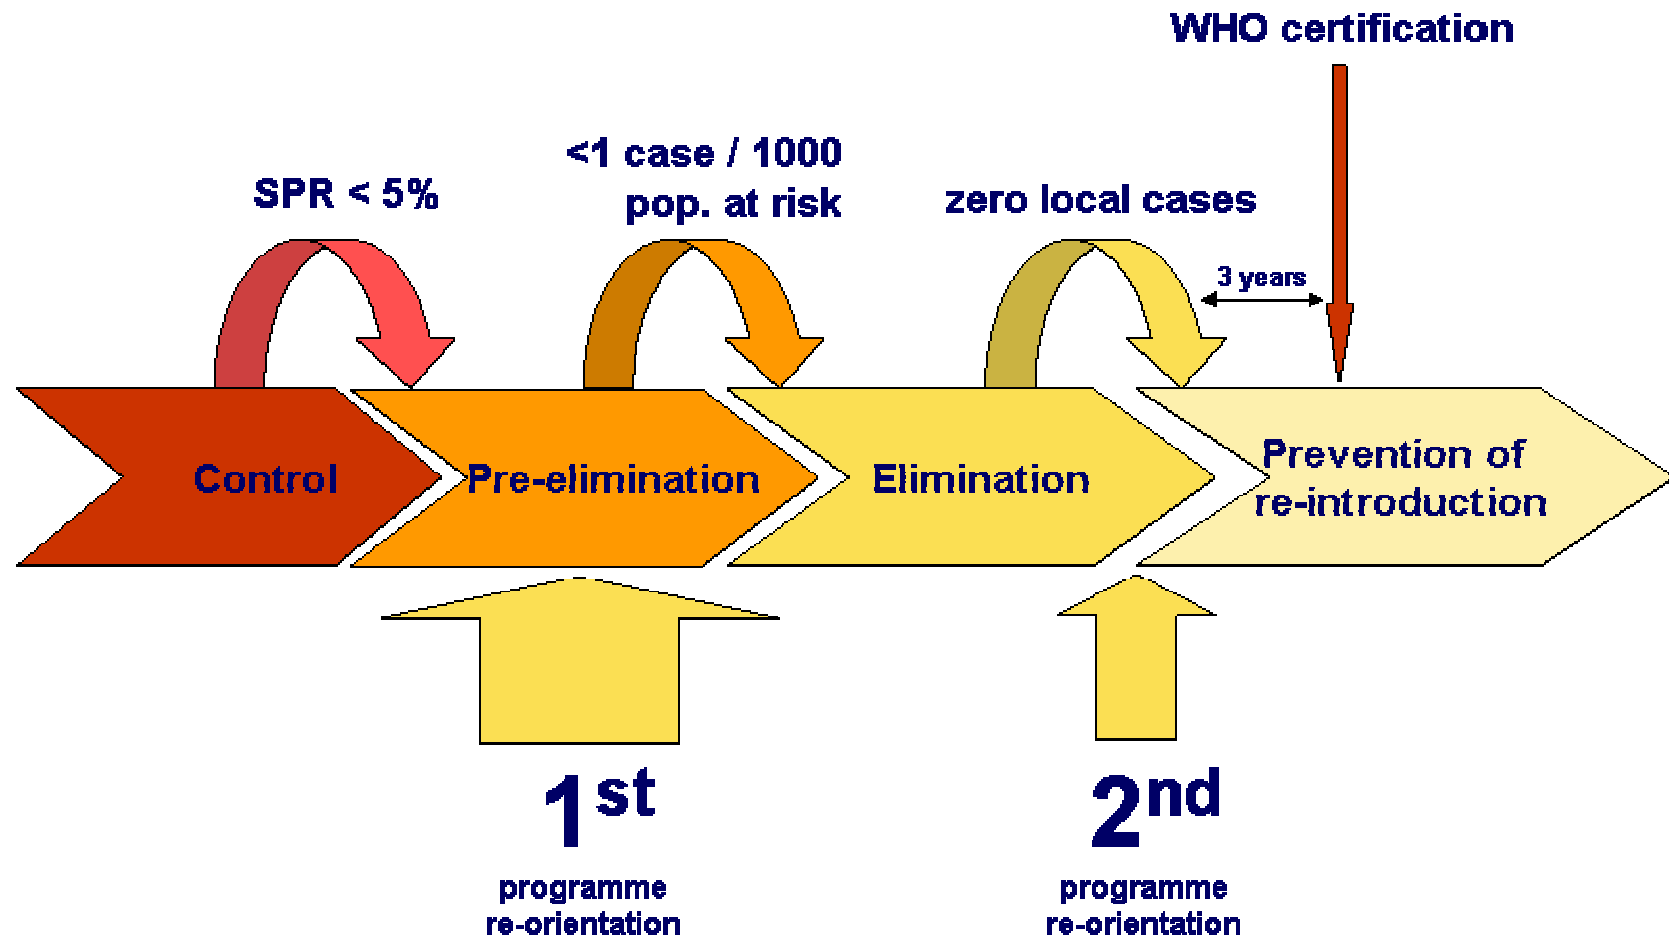 WHO certification
<1 case / 1000
pop. at risk
SPR < 5%
zero local cases
3 years
Control
Pre-elimination
Elimination
Prevention of
re-introduction
1st
programme
re-orientation
2nd
programme
re-orientation